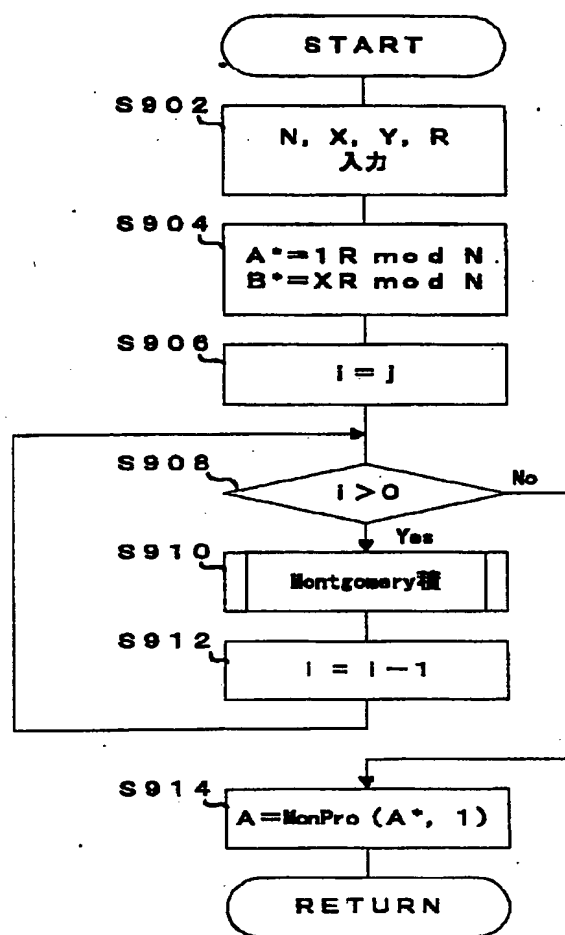 START
S902
N, X, Y, R
入力
S904
A*=1R mod N
B*=XR mod N
S906
i=j
S908
i>0
No
Yes
S910
Montgomery積
S912
i=i-1
S914
A=MonPro(A*, 1)
RETURN